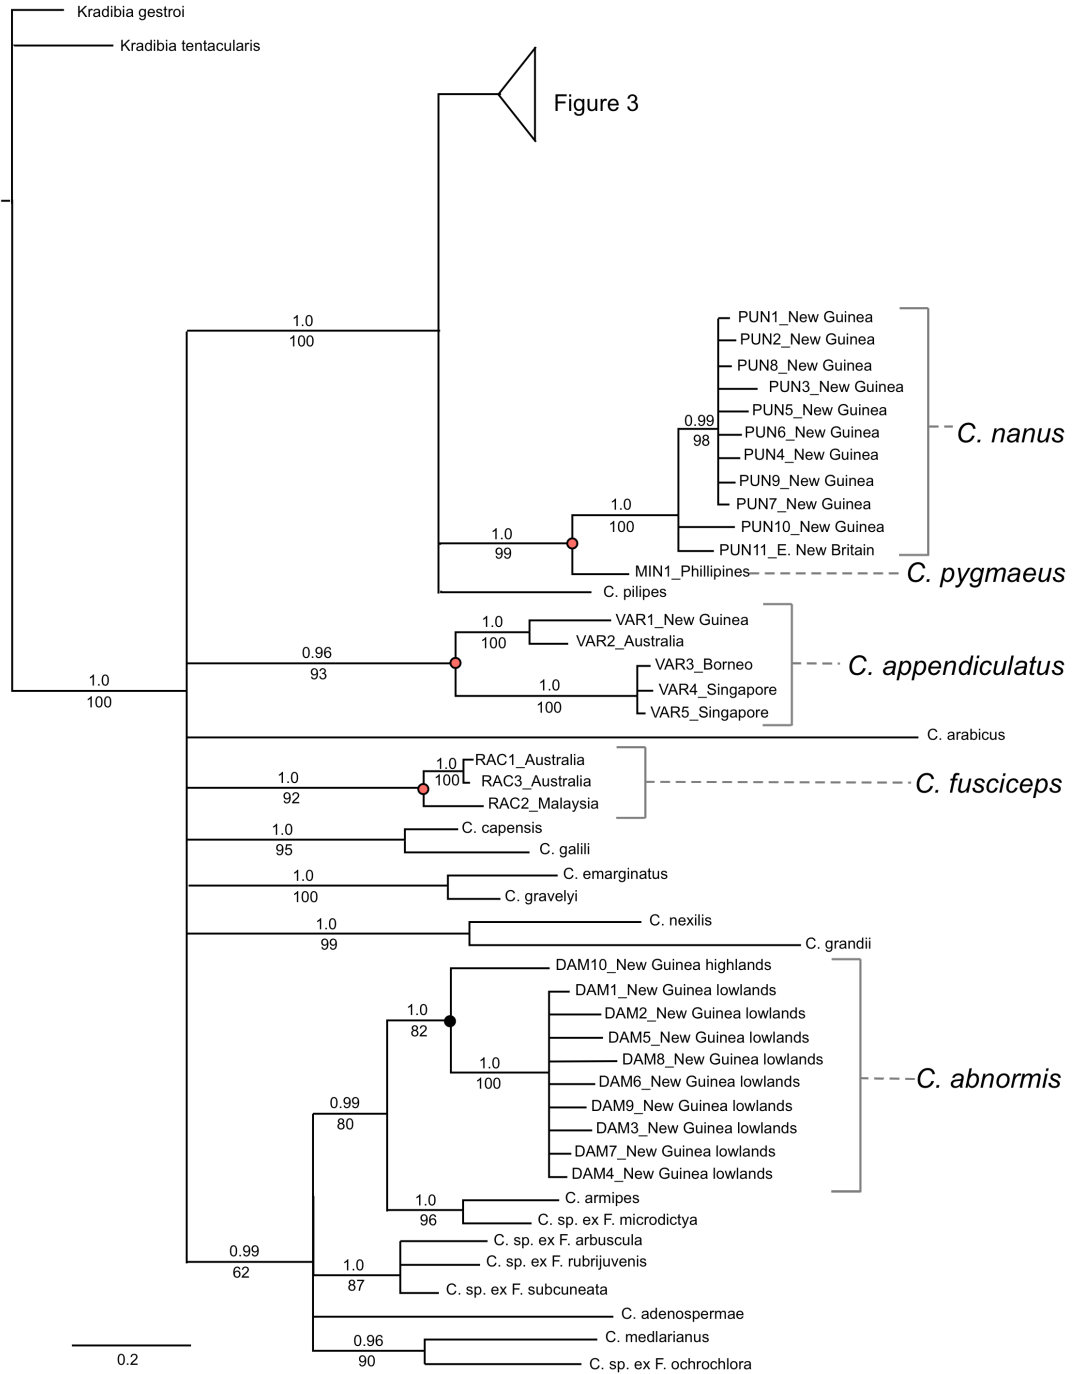 Kradibia gestroi
Kradibia tentacularis
Figure 3
1.0
100
PUN1_New Guinea
PUN2_New Guinea
PUN8_New Guinea
PUN3_New Guinea
PUN5_New Guinea
0.99
PUN6_New Guinea
C. nanus
98
PUN4_New Guinea
PUN9_New Guinea
PUN7_New Guinea
1.0
100
PUN10_New Guinea
1.0
99
PUN11_E. New Britain
MIN1_Phillipines
C. pygmaeus
C. pilipes
1.0
100
VAR1_New Guinea
VAR2_Australia
0.96
93
VAR3_Borneo
C. appendiculatus
1.0
100
VAR4_Singapore
VAR5_Singapore
1.0
100
C. arabicus
1.0
100
RAC1_Australia
RAC3_Australia
C. fusciceps
1.0
92
RAC2_Malaysia
1.0
95
C. capensis
C. galili
1.0
100
C. emarginatus
C. gravelyi
1.0
99
C. nexilis
C. grandii
DAM10_New Guinea highlands
DAM1_New Guinea lowlands
1.0
82
DAM2_New Guinea lowlands
DAM5_New Guinea lowlands
1.0
100
DAM8_New Guinea lowlands
DAM6_New Guinea lowlands
C. abnormis
DAM9_New Guinea lowlands
0.99
80
DAM3_New Guinea lowlands
DAM7_New Guinea lowlands
DAM4_New Guinea lowlands
1.0
96
C. armipes
C. sp. ex F. microdictya
C. sp. ex F. arbuscula
0.99
62
C. sp. ex F. rubrijuvenis
1.0
87
C. sp. ex F. subcuneata
C. adenospermae
0.96
90
C. medlarianus
C. sp. ex F. ochrochlora
0.2